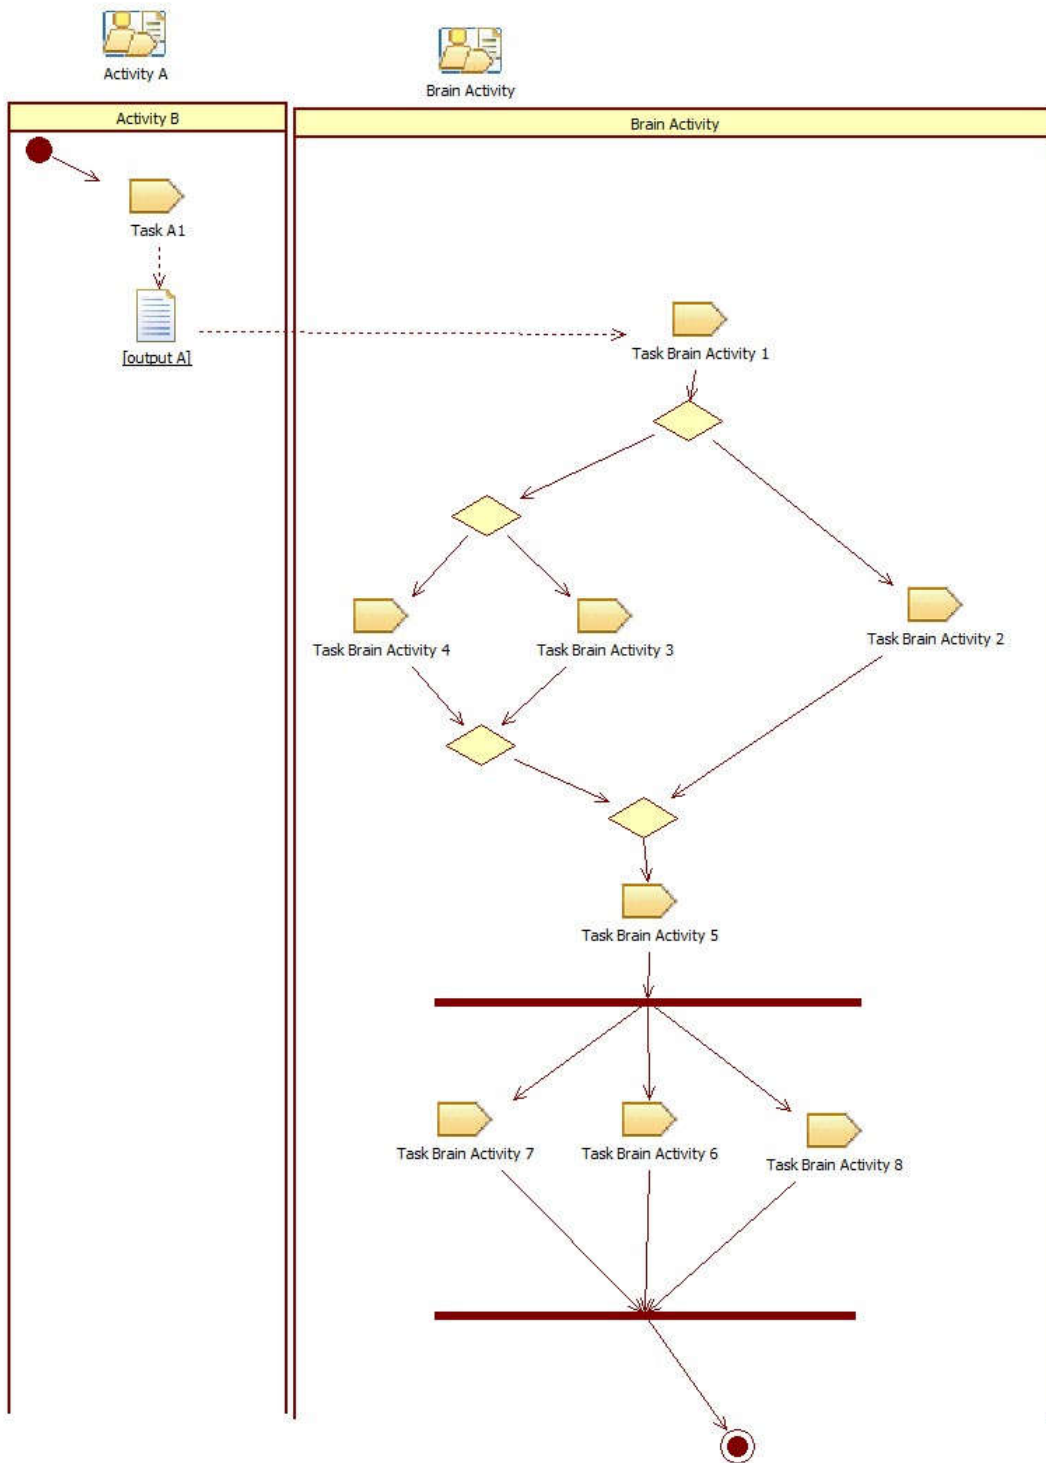 Activity A
Brain Activity
Activity B
Brain Activity
Task A1
[output A]
Task Brain Activity 1
Task Brain Activity 4
Task Brain Activity 3
Task Brain Activity 2
Task Brain Activity 5
Task Brain Activity 7
Task Brain Activity 6
Task Brain Activity 8